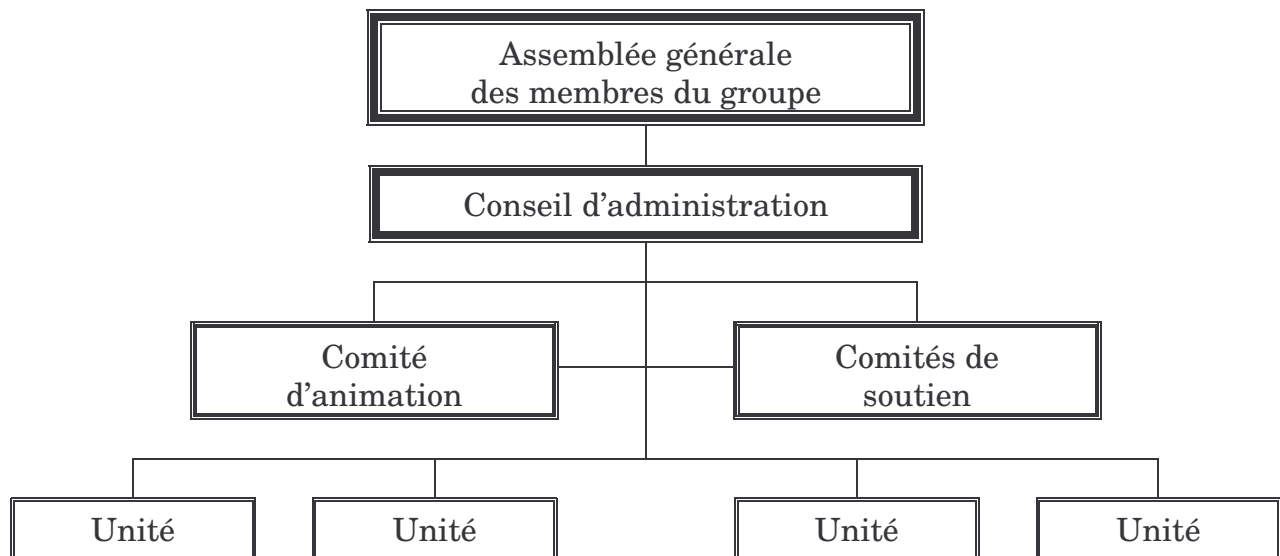 Assemblée générale
des membres du groupe
Conseil d’administration
Comité
d’animation
Comités de
soutien
Unité
Unité
Unité
Unité